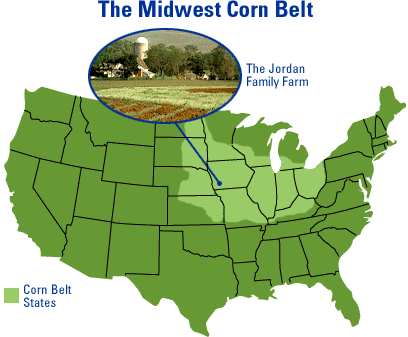 The Midwest Corn Belt
The Jordan
Family Farm
Corn Belt
States